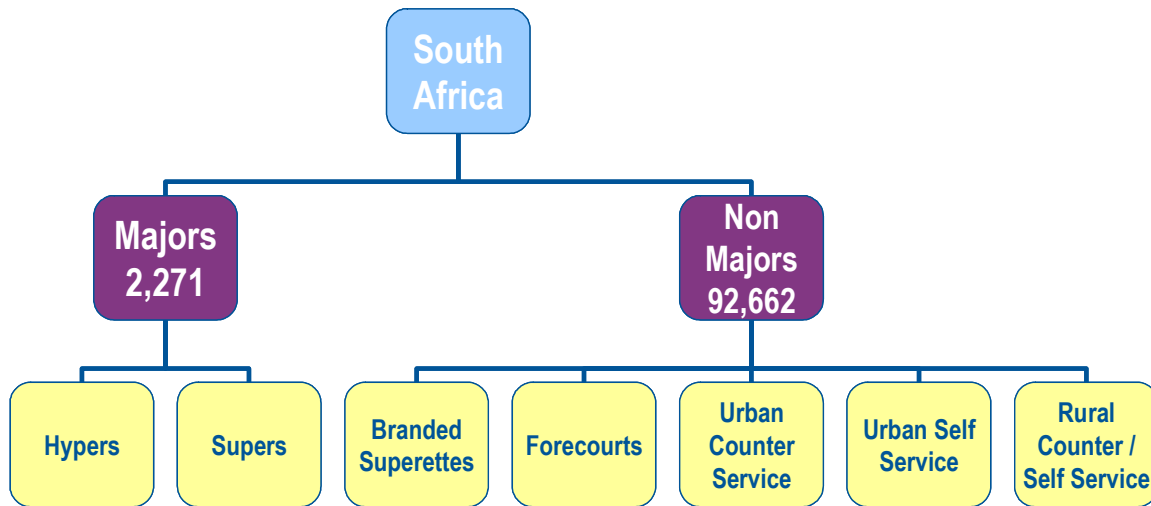 South
Africa
Majors
2,271
Non
Majors
92,662
Hypers
Supers
Branded
Superettes
Forecourts
Urban
Counter
Service
Urban Self
Service
Rural
Counter /
Self Service